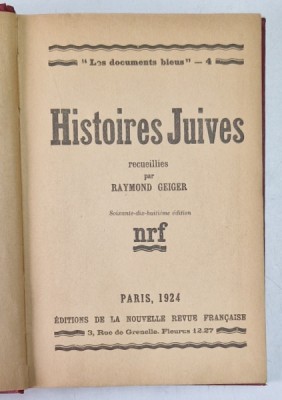 "Les documents bleus" — 4
Histoires Juives
recueillies
par
RAYMOND GEIGER
Soixante-dix-huitième édition
nrf
PARIS, 1924
ÉDITIONS DE LA NOUVELLE REVUE FRANÇAISE
3, Rue de Grenelle. Fleurus 12.27